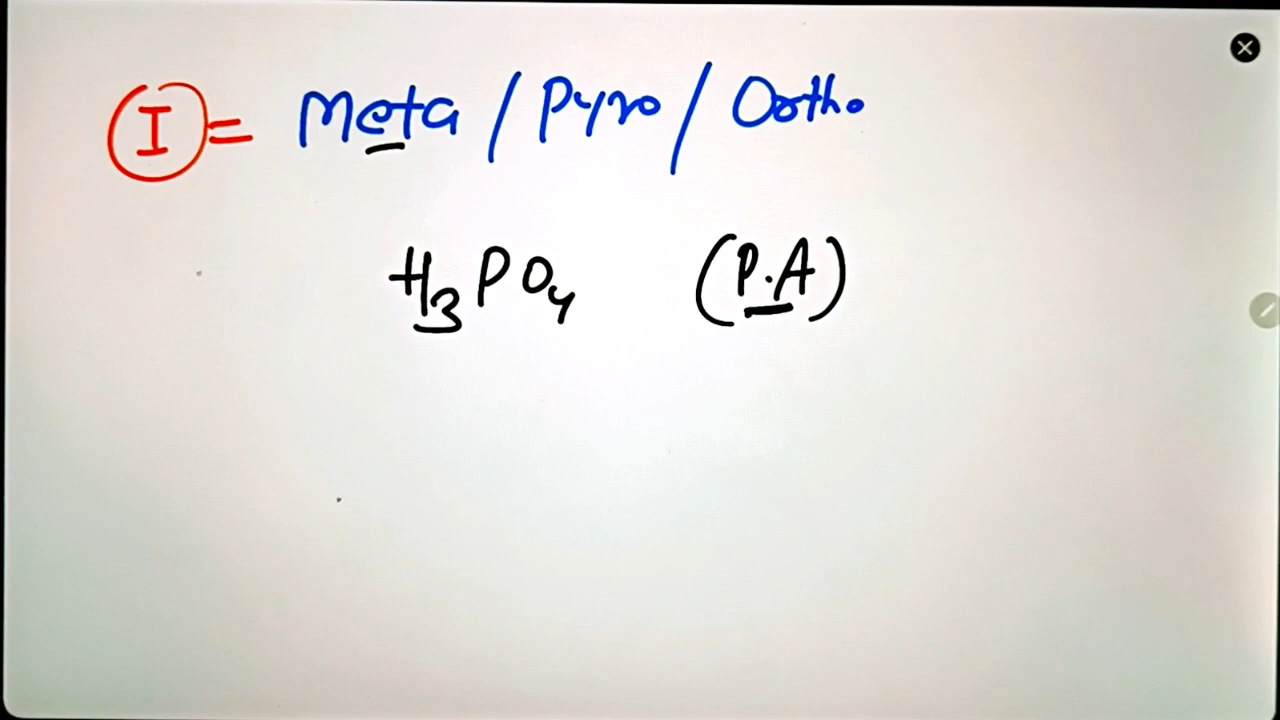 I = Meta / Pyro / Ortho
H₃PO₄ (P.A)